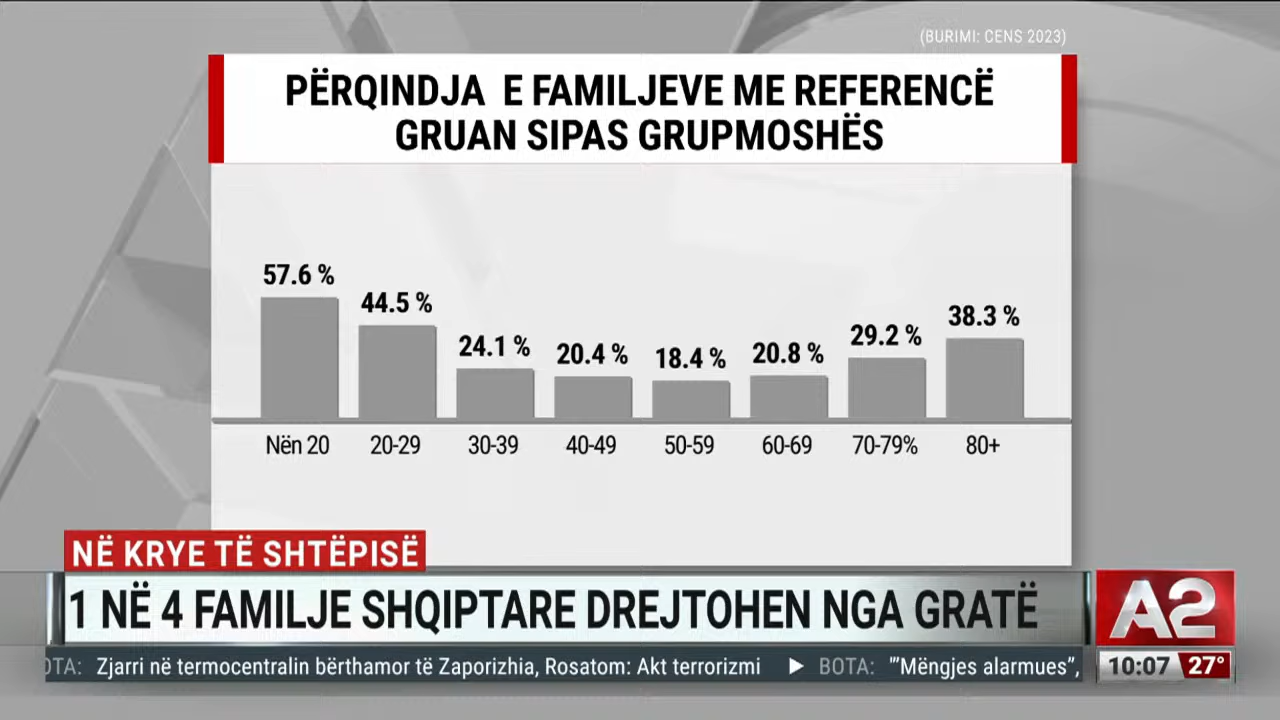 (BURIMI: CENS 2023)
PËRQINDJA E FAMILJEVE ME REFERENCË
GRUAN SIPAS GRUPMOSHËS
57.6 %
44.5 %
24.1 %
20.4 %
18.4 %
20.8 %
29.2 %
38.3 %
Nën 20
20-29
30-39
40-49
50-59
60-69
70-79%
80+
NË KRYE TË SHTËPISË
1 NË 4 FAMILJE SHQIPTARE DREJTOHEN NGA GRATË
A2
OTA: Zjarri në termocentralin bërthamor të Zaporizhia, Rosatom: Akt terrorizmi ▶ BOTA: "'Mëngjes alarmues",
10:07 27°